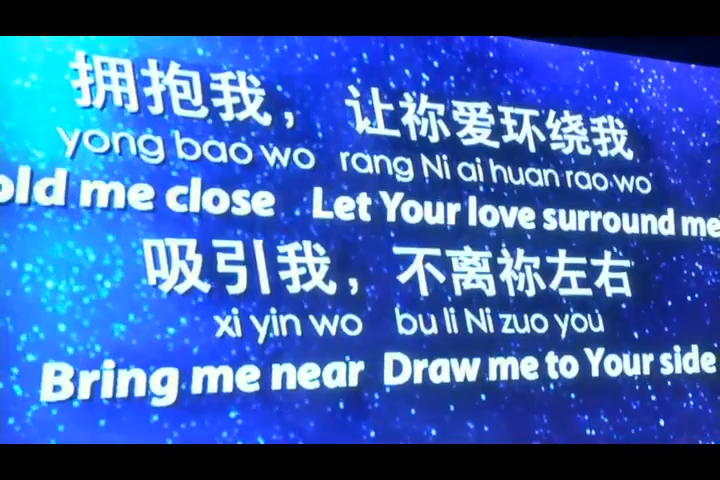 拥抱我， 让祢爱环绕我
yong bao wo rang Ni ai huan rao wo
old me close Let Your love surround me
吸引我， 不离祢左右
xi yin wo bu li Ni zuo you
Bring me near Draw me to Your side